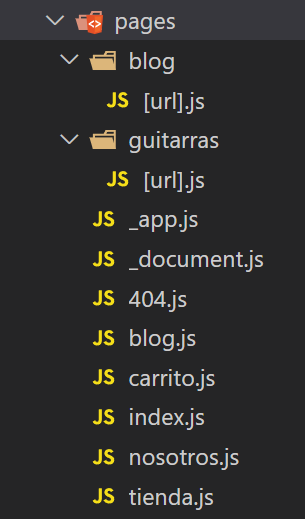 pages
blog
JS [url].js
guitarras
JS [url].js
JS _app.js
JS _document.js
JS 404.js
JS blog.js
JS carrito.js
JS index.js
JS nosotros.js
JS tienda.js